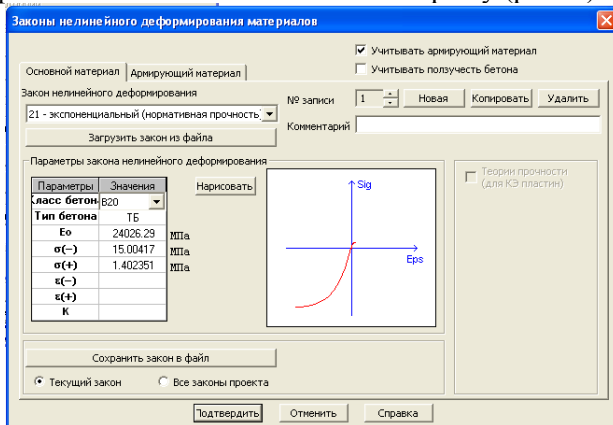 Законы нелинейного деформирования материалов
Учитывать армирующий материал
Учитывать ползучесть бетона
Основной материал
Армирующий материал
Закон нелинейного деформирования
21 - экспоненциальный (нормативная прочность)
Загрузить закон из файла
№ записи
1
Новая
Копировать
Удалить
Комментарий
Параметры закона нелинейного деформирования
Параметры Значения
Класс бетон B20
Тип бетона ТБ
Eo 24026.29 МПа
σ(−) 15.00417 МПа
σ(+) 1.402351 МПа
ε(−)
ε(+)
К
Нарисовать
Sig
Eps
Теории прочности
(для КЭ пластин)
Сохранить закон в файл
Текущий закон
Все законы проекта
Подтвердить
Отменить
Справка